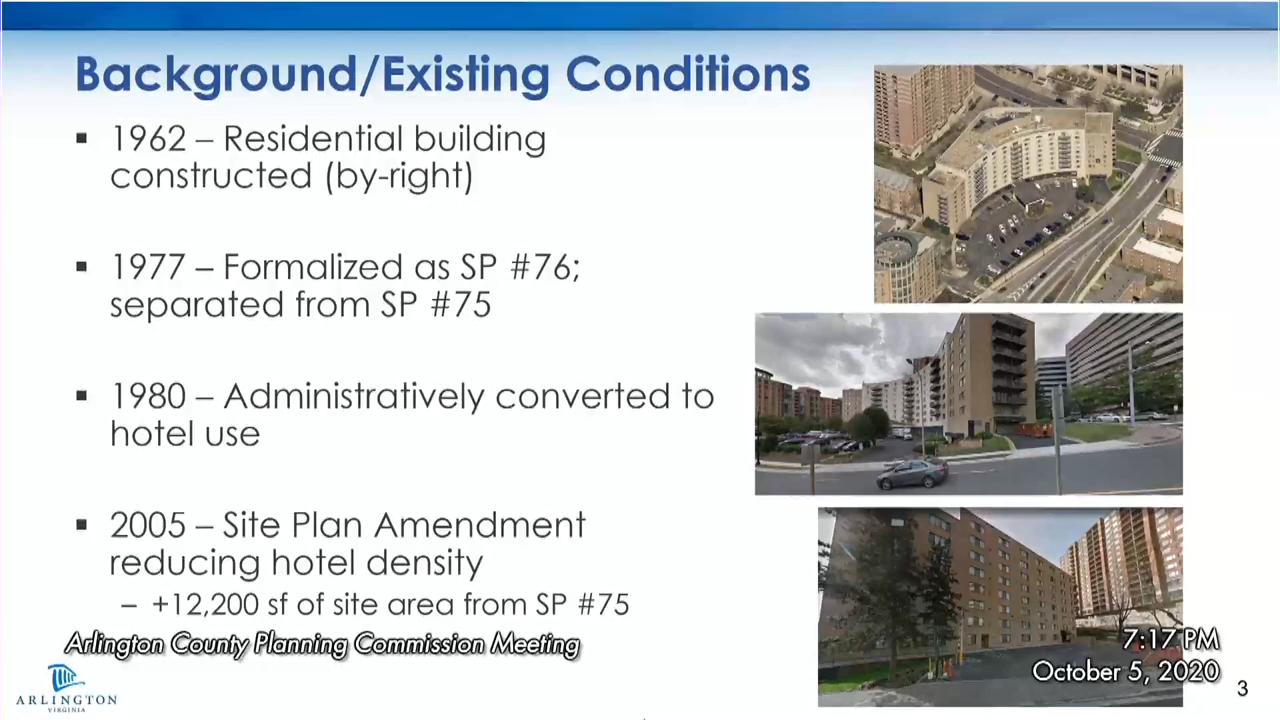 Background/Existing Conditions
▪ 1962 – Residential building
constructed (by-right)
▪ 1977 – Formalized as SP #76;
separated from SP #75
▪ 1980 – Administratively converted to
hotel use
▪ 2005 – Site Plan Amendment
reducing hotel density
– +12,200 sf of site area from SP #75
Arlington County Planning Commission Meeting
7:17 PM
October 5, 2020
ARLINGTON
VIRGINIA
3